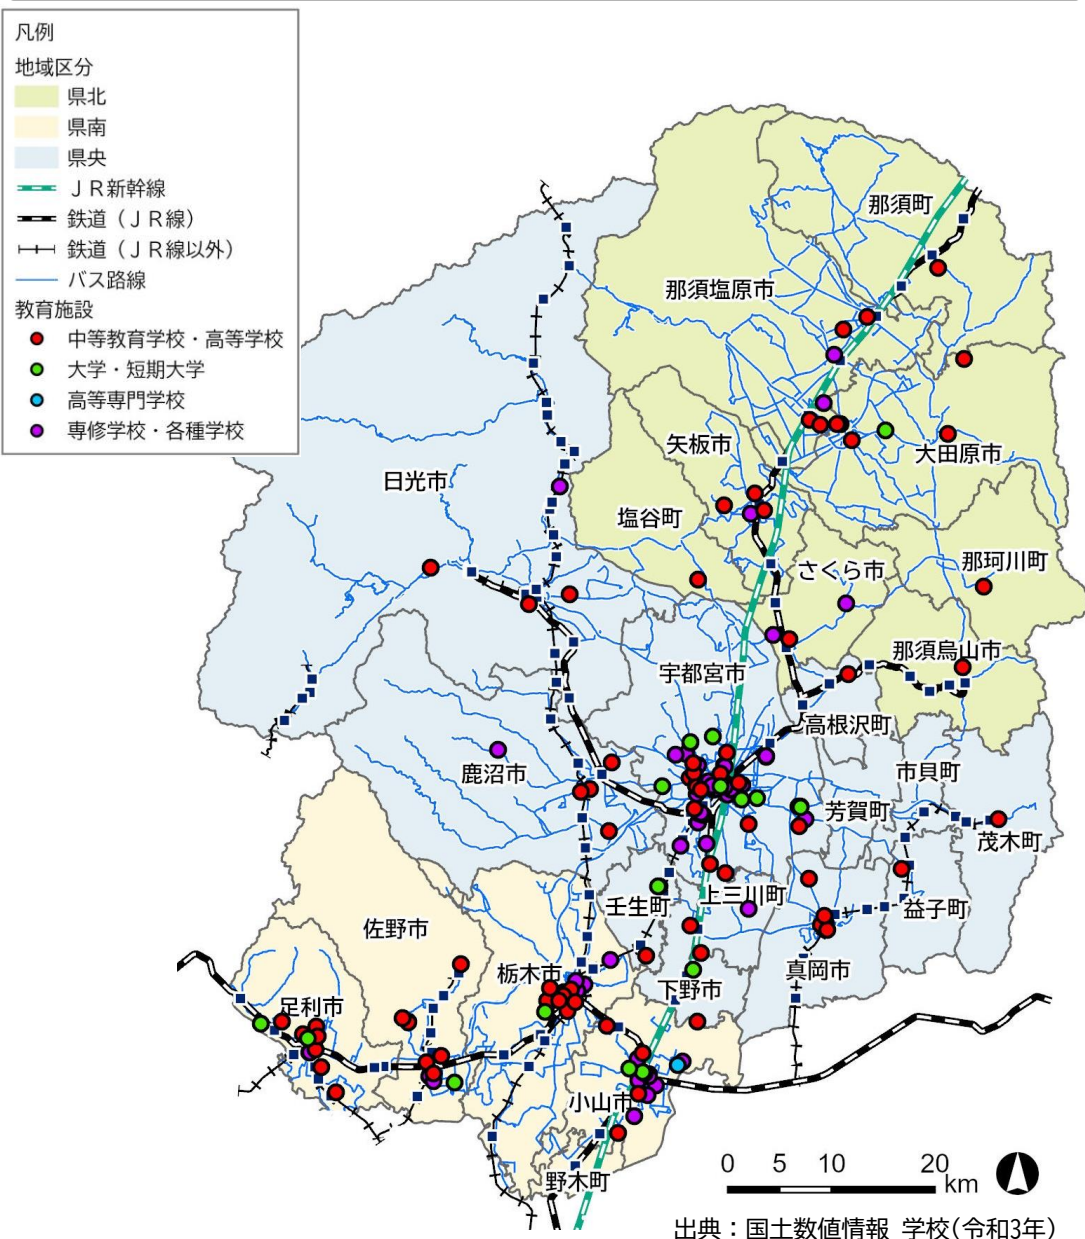 凡例
地域区分
県北
県南
県央
ＪＲ新幹線
鉄道（ＪＲ線）
鉄道（ＪＲ線以外）
バス路線
教育施設
中等教育学校・高等学校
大学・短期大学
高等専門学校
専修学校・各種学校
那須町
那須塩原市
矢板市
大田原市
日光市
塩谷町
さくら市
那珂川町
那須烏山市
宇都宮市
高根沢町
鹿沼市
市貝町
芳賀町
茂木町
上三川町
壬生町
益子町
佐野市
栃木市
真岡市
下野市
足利市
小山市
野木町
0 5 10 20
km
出典：国土数値情報 学校(令和3年)